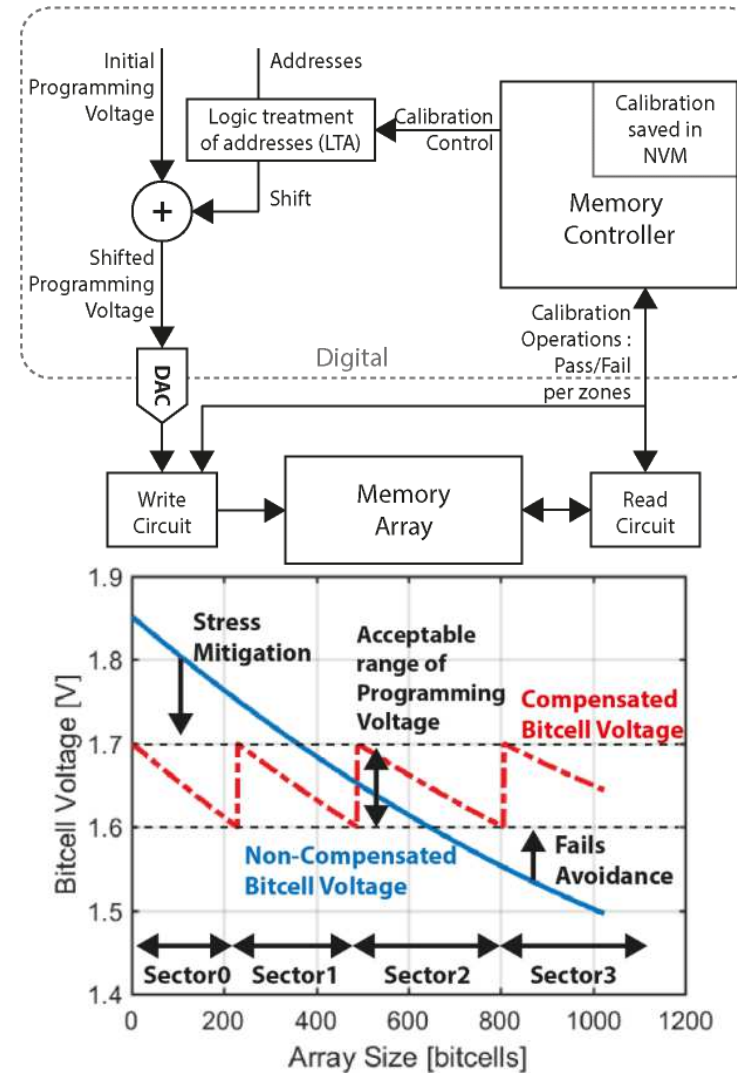 Initial
Programming
Voltage
Addresses
Logic treatment
of addresses (LTA)
Calibration
Control
Calibration
saved in
NVM
Memory
Controller
+
Shift
Shifted
Programming
Voltage
Calibration
Operations :
Pass/Fail
per zones
Digital
DAC
Write
Circuit
Memory
Array
Read
Circuit
1.9
1.8
1.7
1.6
1.5
1.4
Bitcell Voltage [V]
Stress
Mitigation
Acceptable
range of
Programming
Voltage
Compensated
Bitcell Voltage
Non-Compensated
Bitcell Voltage
Fails
Avoidance
Sector0
Sector1
Sector2
Sector3
0
200
400
600
800
1000
1200
Array Size [bitcells]